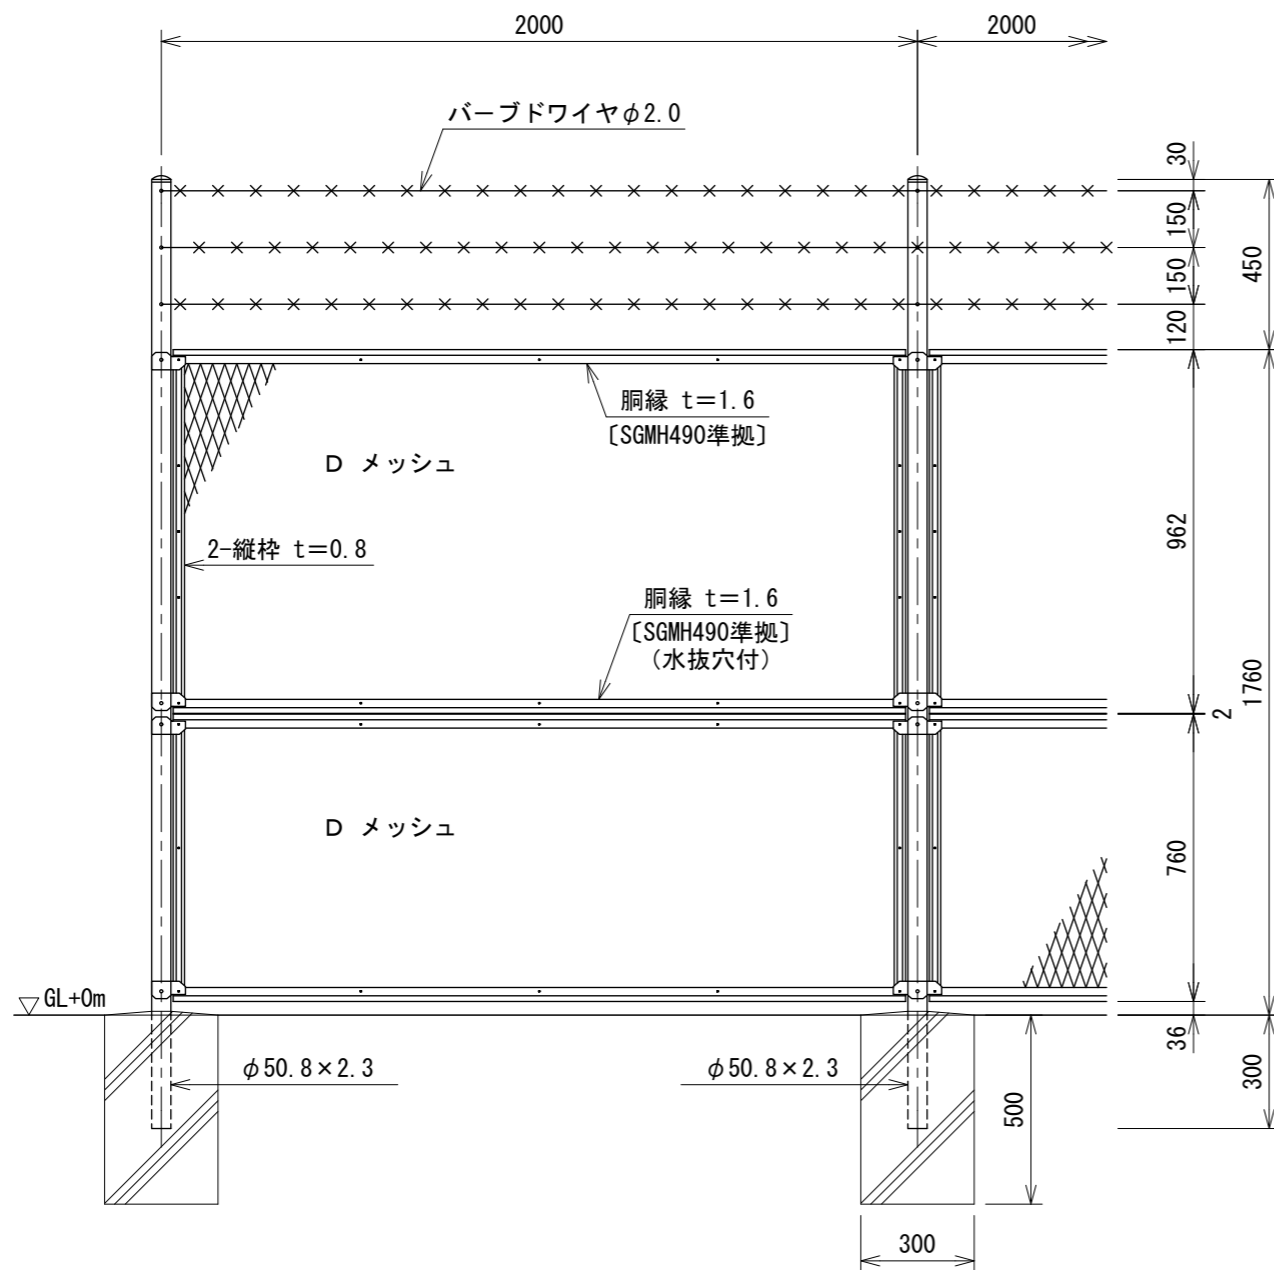 2000
2000
バーブドワイヤφ2.0
30
150
150
120
450
胴縁 t=1.6
〔SGMH490準拠〕
D メッシュ
962
2-縦枠 t=0.8
胴縁 t=1.6
〔SGMH490準拠〕
(水抜穴付)
1760
2
D メッシュ
760
GL+0m
36
φ50.8×2.3
φ50.8×2.3
300
500
300